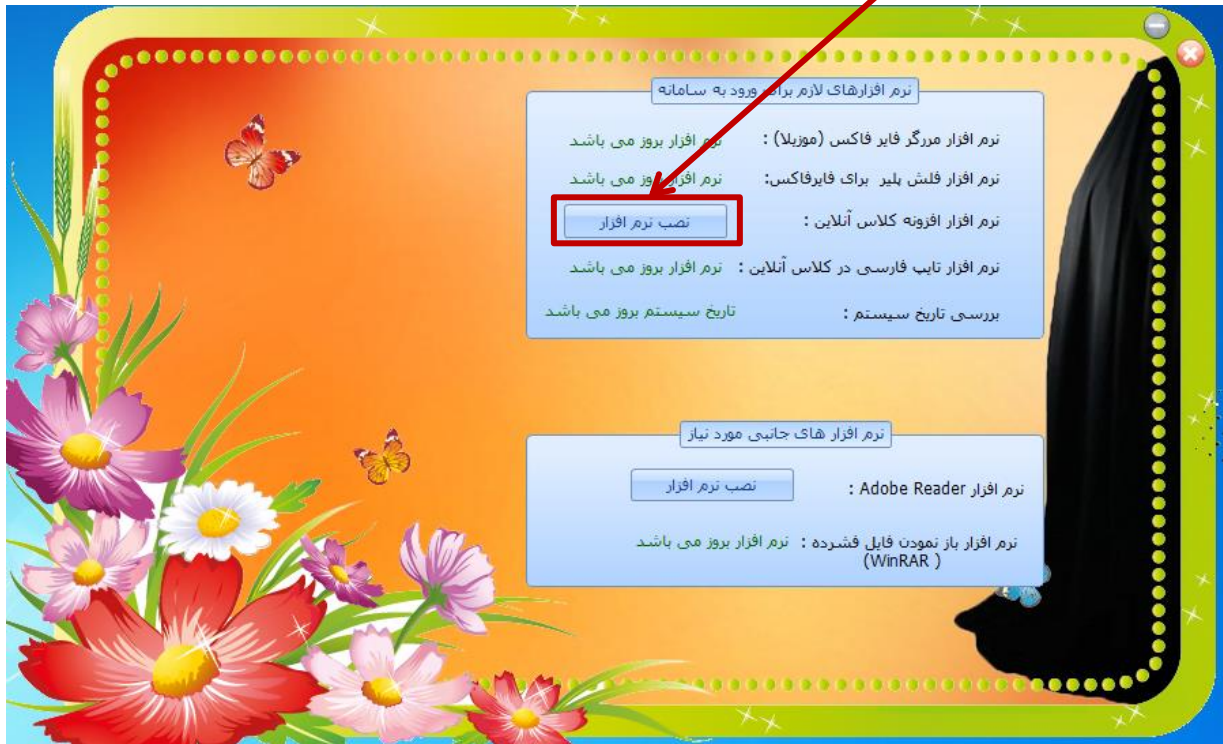 نرم افزارهای لازم برای ورود به سامانه
نرم افزار مررگر فایر فاکس (موزیلا) : نرم افزار بروز می باشد
نرم افزار فلش پلیر برای فایرفاکس: نرم افزار بروز می باشد
نرم افزار افزونه کلاس آنلاین : نصب نرم افزار
نرم افزار تایپ فارسی در کلاس آنلاین : نرم افزار بروز می باشد
بررسی تاریخ سیستم : تاریخ سیستم بروز می باشد
نرم افزار های جانبی مورد نیاز
نرم افزار Adobe Reader : نصب نرم افزار
نرم افزار باز نمودن فایل فشرده : نرم افزار بروز می باشد
(WinRAR )